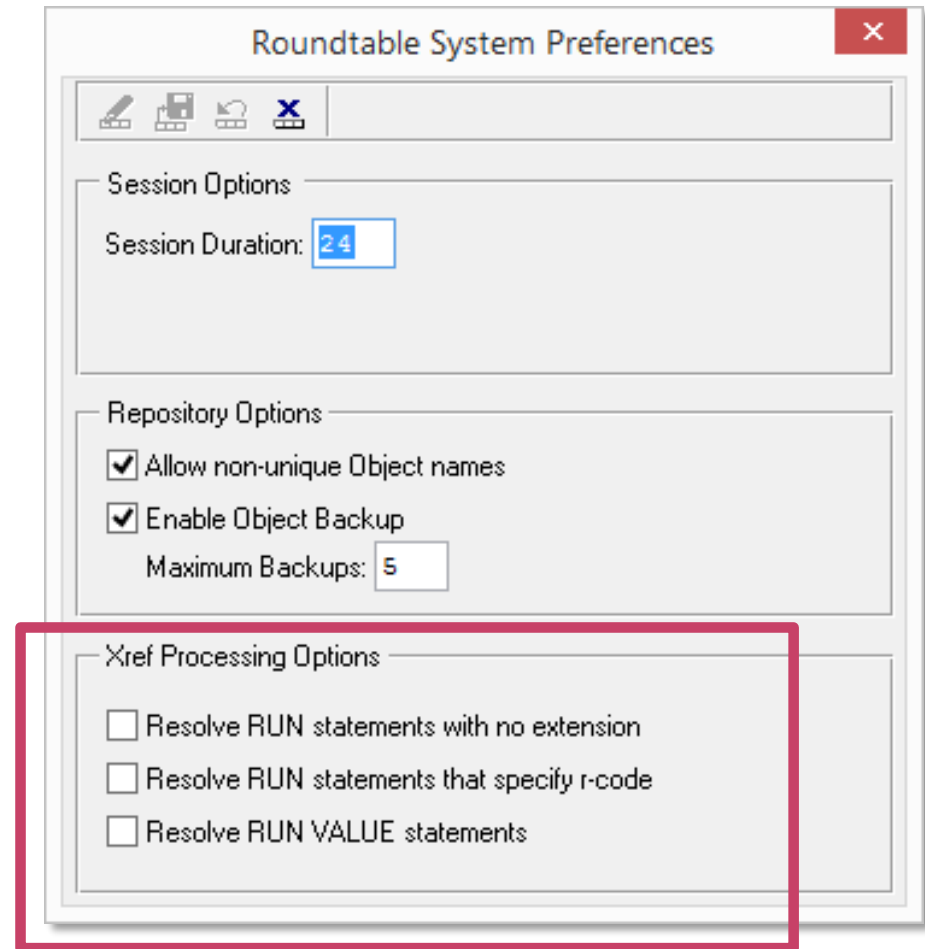 Roundtable System Preferences
Session Options
Session Duration: 24
Repository Options
Allow non-unique Object names
Enable Object Backup
Maximum Backups: 5
Xref Processing Options
Resolve RUN statements with no extension
Resolve RUN statements that specify r-code
Resolve RUN VALUE statements